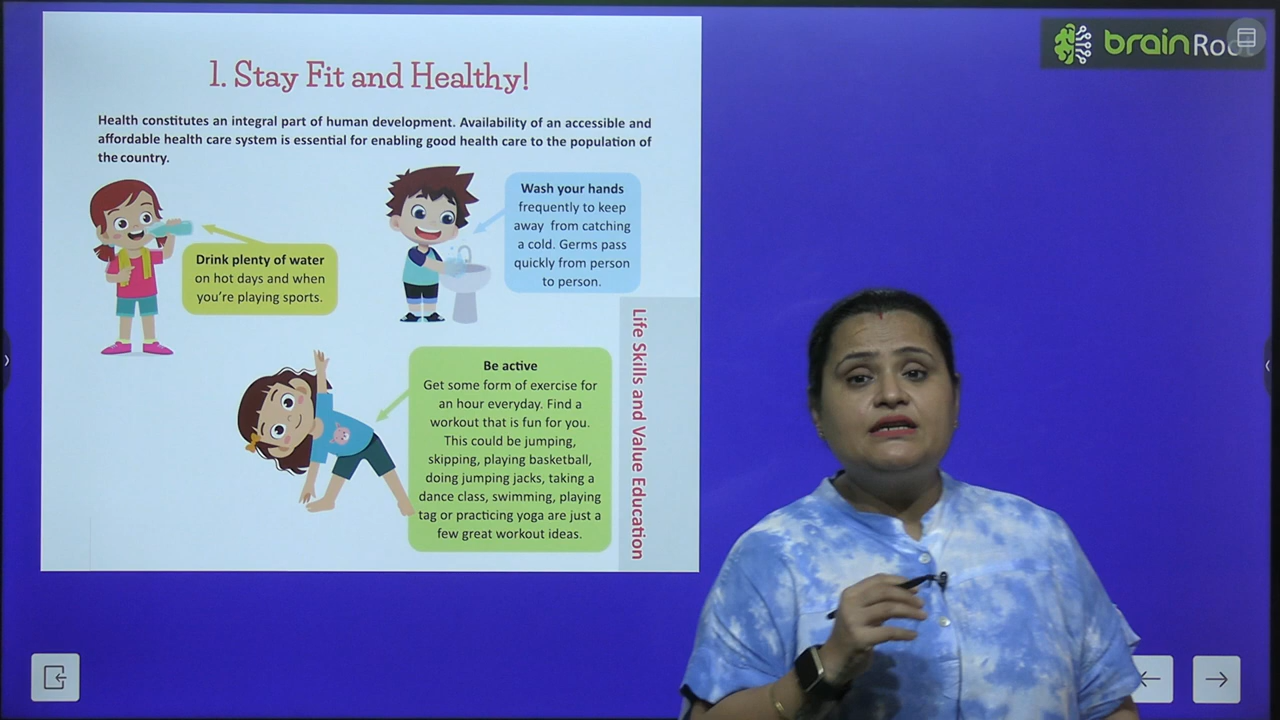 1. Stay Fit and Healthy!
Health constitutes an integral part of human development. Availability of an accessible and
affordable health care system is essential for enabling good health care to the population of
the country.
Drink plenty of water
on hot days and when
you're playing sports.
Wash your hands
frequently to keep
away from catching
a cold. Germs pass
quickly from person
to person.
Be active
Get some form of exercise for
an hour everyday. Find a
workout that is fun for you.
This could be jumping,
skipping, playing basketball,
doing jumping jacks, taking a
dance class, swimming, playing
tag or practicing yoga are just a
few great workout ideas.
Life Skills and Value Education